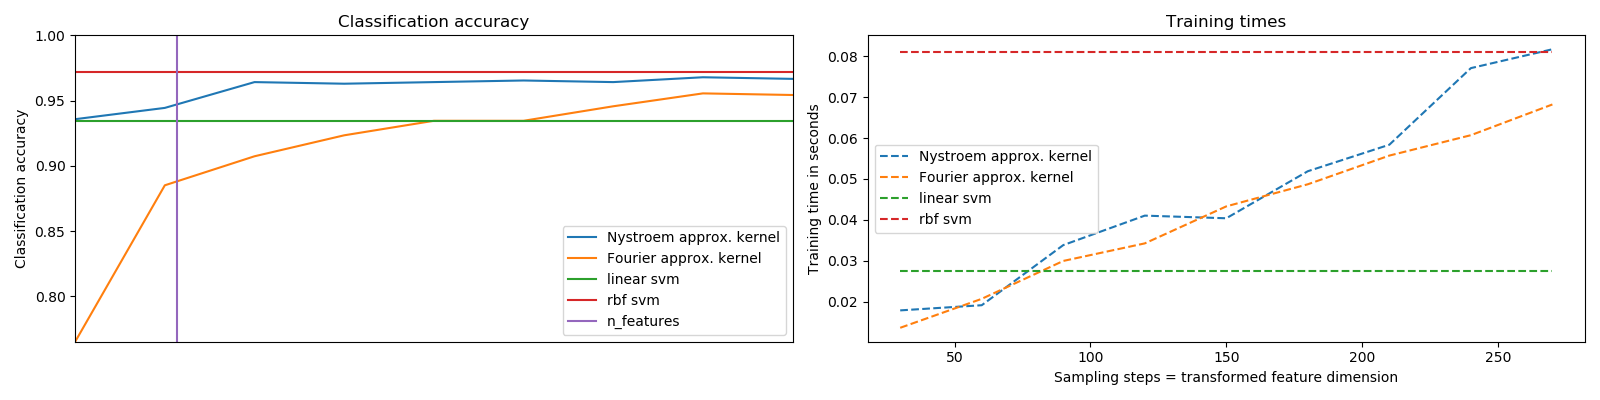 Classification accuracy
Classification accuracy
1.00
0.95
0.90
0.85
0.80
Nystroem approx. kernel
Fourier approx. kernel
linear svm
rbf svm
n_features
Training times
Training time in seconds
0.08
0.07
0.06
0.05
0.04
0.03
0.02
Nystroem approx. kernel
Fourier approx. kernel
linear svm
rbf svm
50 100 150 200 250
Sampling steps = transformed feature dimension